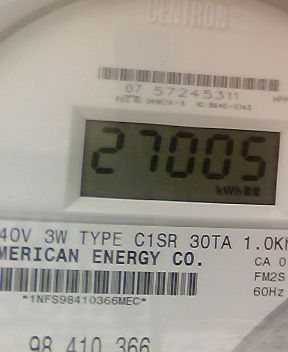 CENTRON
07 57245311
27005
kWh
40V 3W TYPE C1SR 30TA 1.0K
MERICAN ENERGY CO.
CA 0
FM2S
60Hz
*1NFS98410366MEC*
98 410 366